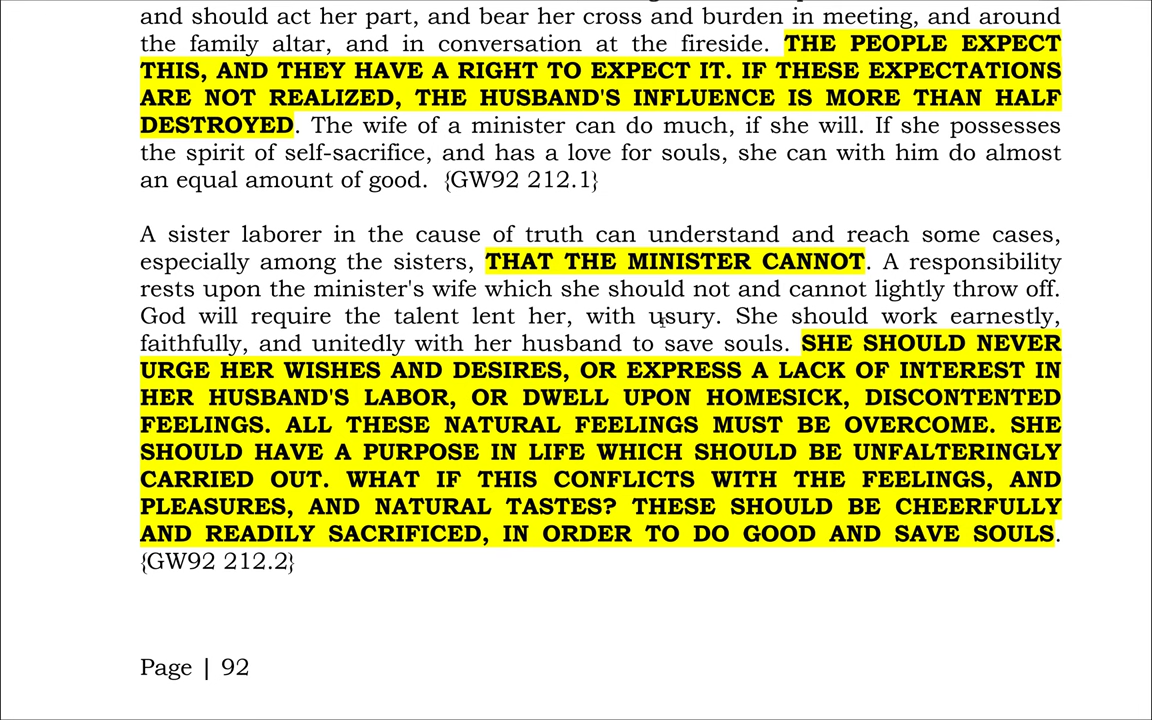 and should act her part, and bear her cross and burden in meeting, and around
the family altar, and in conversation at the fireside. THE PEOPLE EXPECT
THIS, AND THEY HAVE A RIGHT TO EXPECT IT. IF THESE EXPECTATIONS
ARE NOT REALIZED, THE HUSBAND'S INFLUENCE IS MORE THAN HALF
DESTROYED. The wife of a minister can do much, if she will. If she possesses
the spirit of self-sacrifice, and has a love for souls, she can with him do almost
an equal amount of good. {GW92 212.1}
A sister laborer in the cause of truth can understand and reach some cases,
especially among the sisters, THAT THE MINISTER CANNOT. A responsibility
rests upon the minister's wife which she should not and cannot lightly throw off.
God will require the talent lent her, with usury. She should work earnestly,
faithfully, and unitedly with her husband to save souls. SHE SHOULD NEVER
URGE HER WISHES AND DESIRES, OR EXPRESS A LACK OF INTEREST IN
HER HUSBAND'S LABOR, OR DWELL UPON HOMESICK, DISCONTENTED
FEELINGS. ALL THESE NATURAL FEELINGS MUST BE OVERCOME. SHE
SHOULD HAVE A PURPOSE IN LIFE WHICH SHOULD BE UNFALTERINGLY
CARRIED OUT. WHAT IF THIS CONFLICTS WITH THE FEELINGS, AND
PLEASURES, AND NATURAL TASTES? THESE SHOULD BE CHEERFULLY
AND READILY SACRIFICED, IN ORDER TO DO GOOD AND SAVE SOULS.
{GW92 212.2}
Page | 92